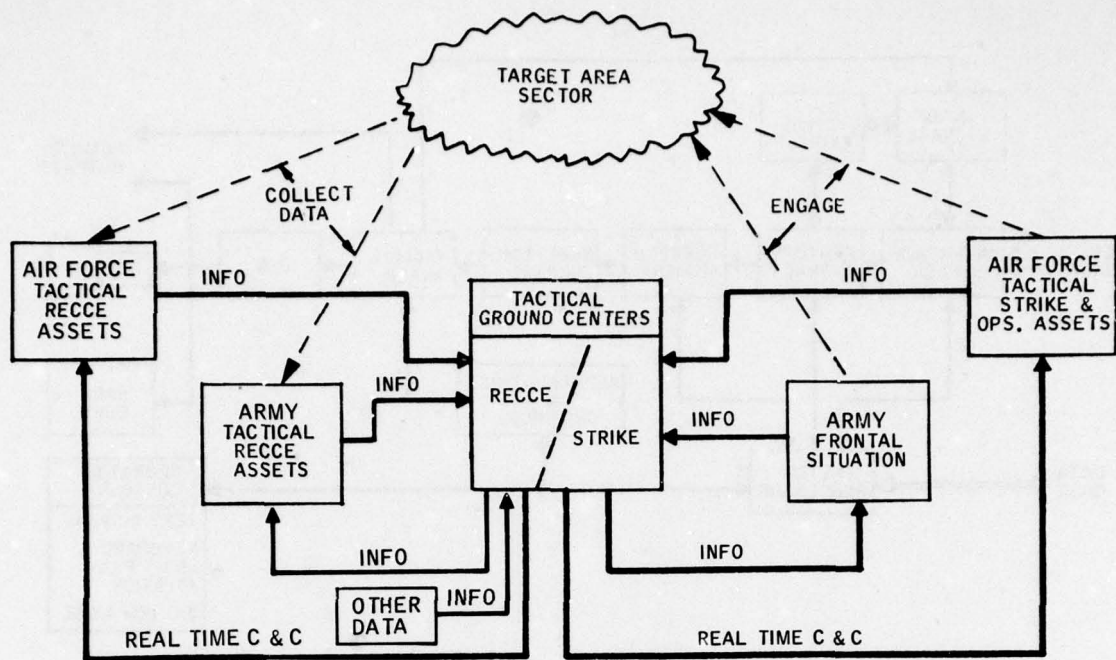 TARGET AREA
SECTOR
COLLECT
DATA
ENGAGE
AIR FORCE
TACTICAL
RECCE
ASSETS
INFO
TACTICAL
GROUND CENTERS
INFO
AIR FORCE
TACTICAL
STRIKE &
OPS. ASSETS
ARMY
TACTICAL
RECCE
ASSETS
INFO
RECCE
STRIKE
INFO
ARMY
FRONTAL
SITUATION
INFO
INFO
OTHER
DATA
INFO
REAL TIME C & C
REAL TIME C & C